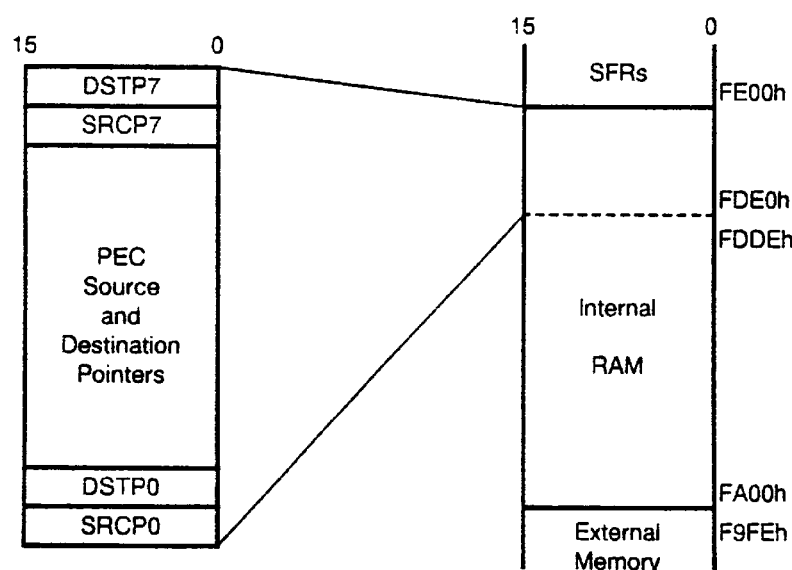 15 0
DSTP7
SRCP7
PEC
Source
and
Destination
Pointers
DSTP0
SRCP0
15 0
SFRs
FE00h
FDE0h
FDDEh
Internal
RAM
FA00h
External
Memory
F9FEh